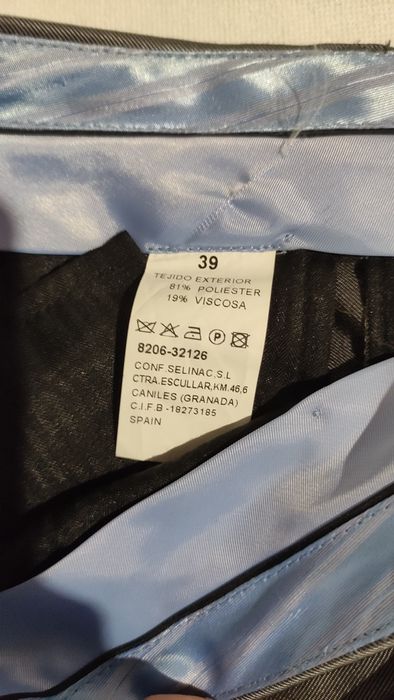 39
TEJIDO EXTERIOR
81% POLIESTER
19% VISCOSA
P
8206-32126
CONF.SELINAC,S.L
CTRA.ESCULLAR,KM.46,6
CANILES (GRANADA)
C.I.F.B -18273185
SPAIN